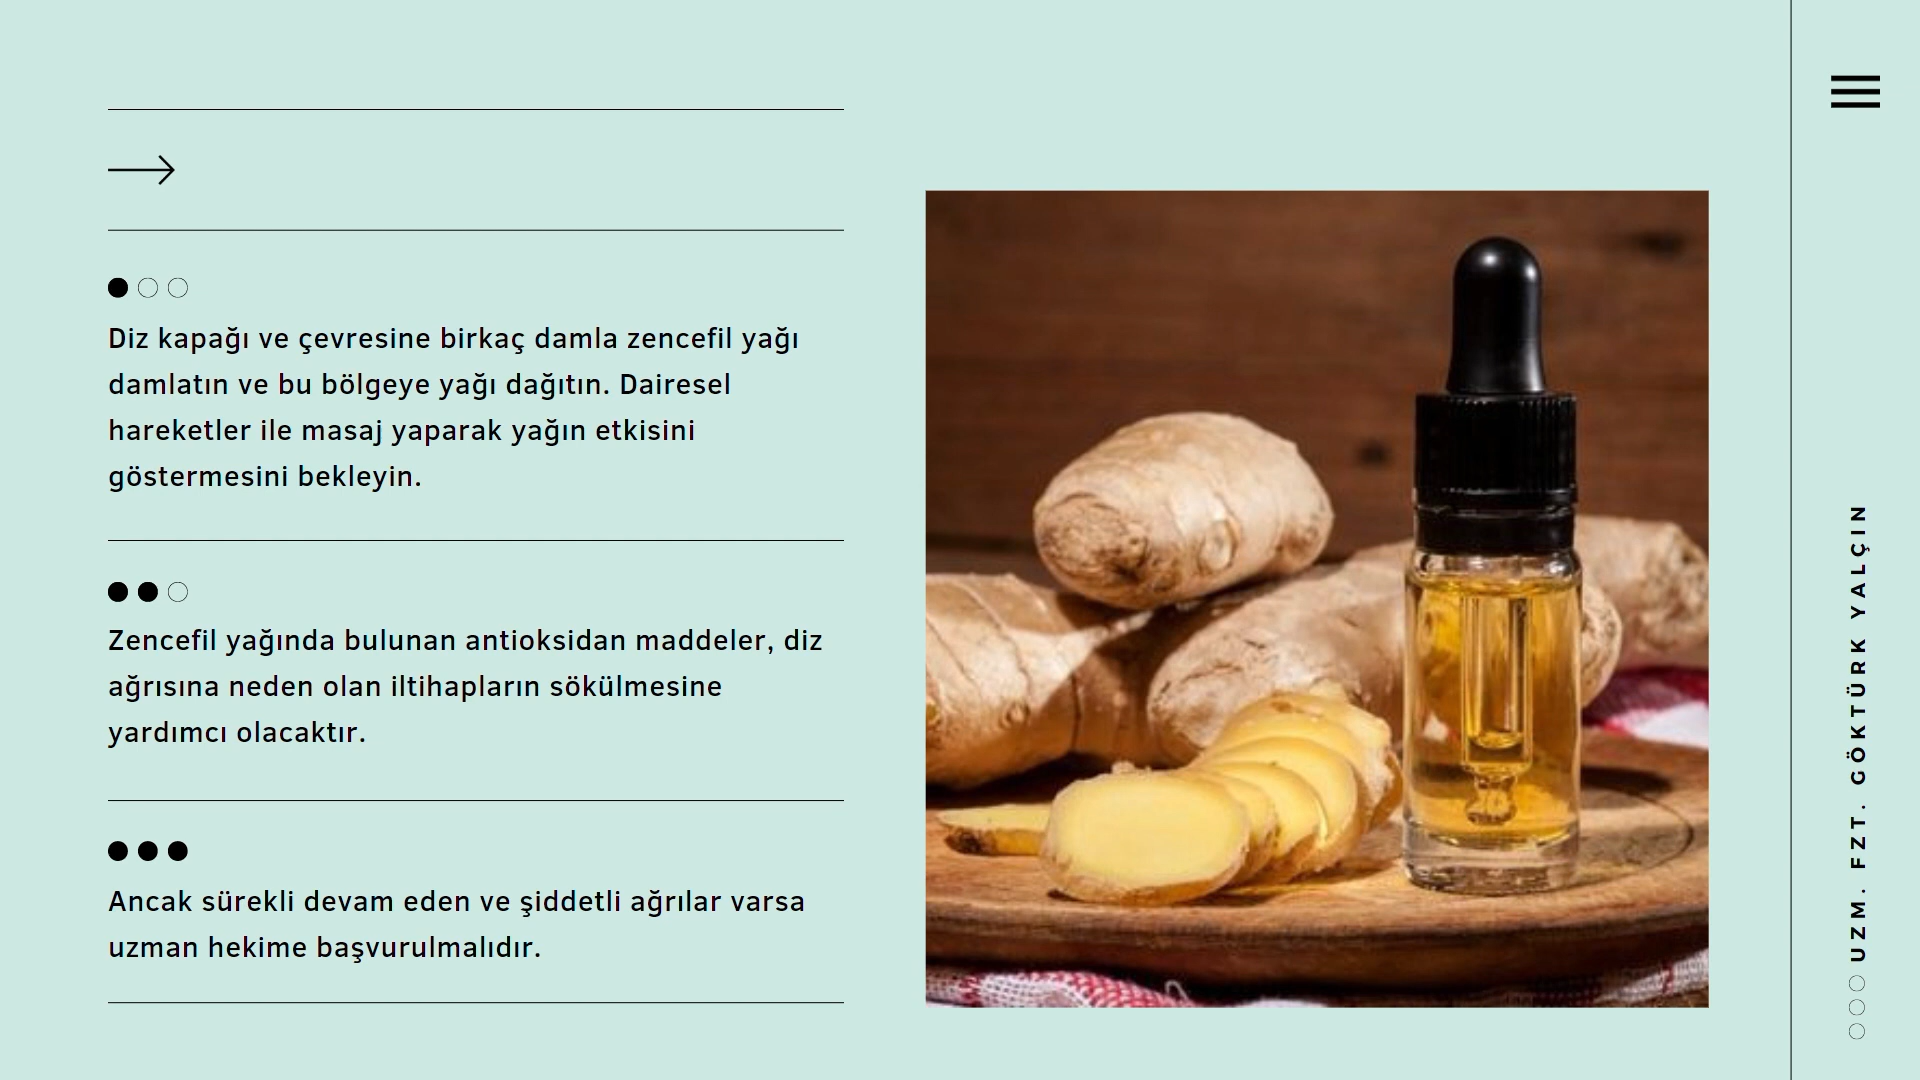 Diz kapağı ve çevresine birkaç damla zencefil yağı
damlatın ve bu bölgeye yağı dağıtın. Dairesel
hareketler ile masaj yaparak yağın etkisini
göstermesini bekleyin.
Zencefil yağında bulunan antioksidan maddeler, diz
ağrısına neden olan iltihapların sökülmesine
yardımcı olacaktır.
Ancak sürekli devam eden ve şiddetli ağrılar varsa
uzman hekime başvurulmalıdır.
UZM. FZT. GÖKTÜRK YALÇIN